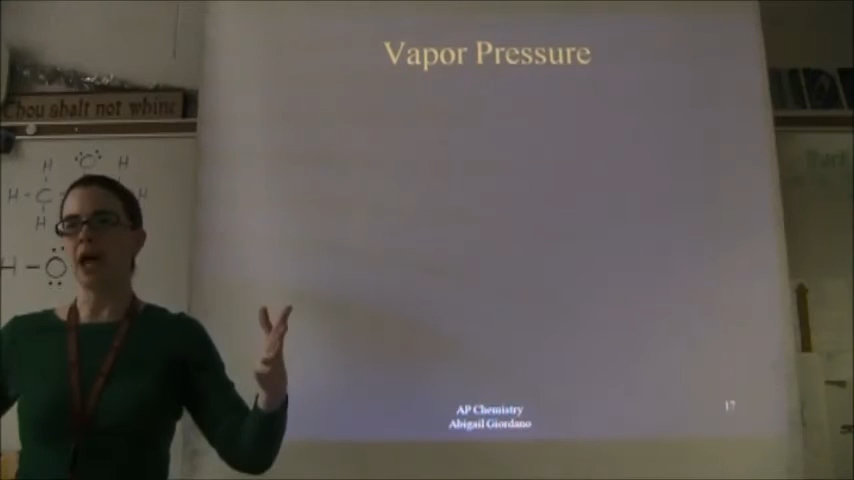 Vapor Pressure
Thou shalt not whine
H :O: H
H - C - H
H
H - O
AP Chemistry
Abigail Giordano
17